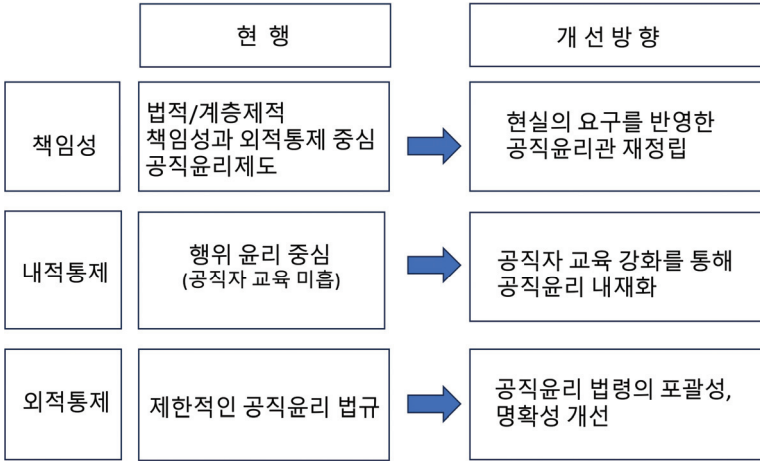 현 행
개 선 방 향
책임성
법적/계층제적
책임성과 외적통제 중심
공직윤리제도
현실의 요구를 반영한
공직윤리관 재정립
내적통제
행위 윤리 중심
(공직자 교육 미흡)
공직자 교육 강화를 통해
공직윤리 내재화
외적통제
제한적인 공직윤리 법규
공직윤리 법령의 포괄성,
명확성 개선